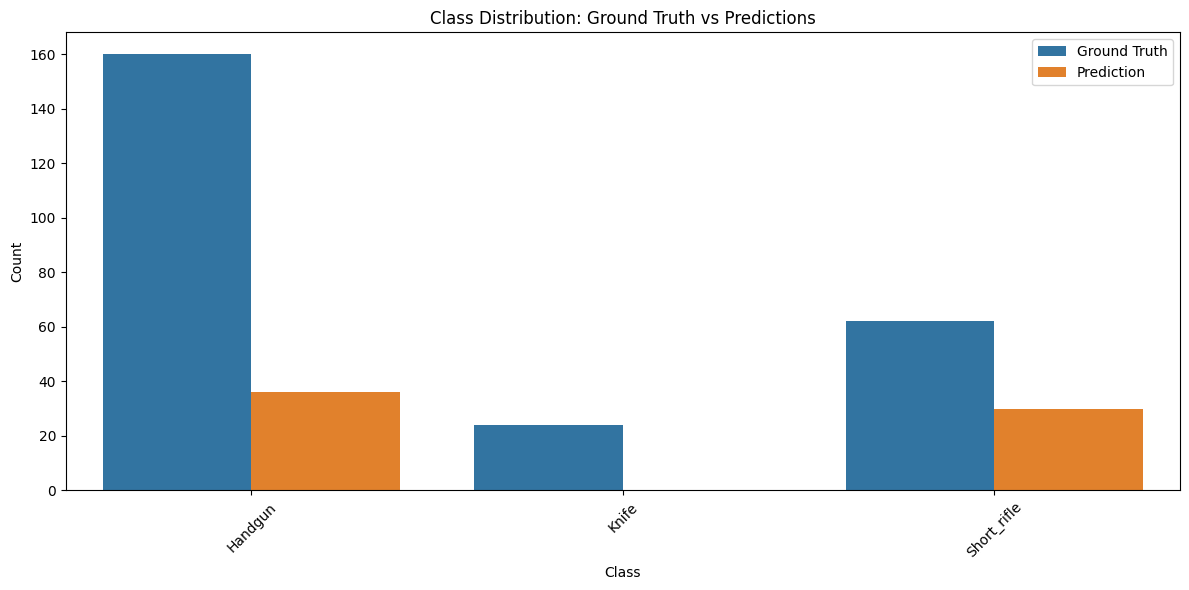 Class Distribution: Ground Truth vs Predictions
Ground Truth
Prediction
160
140
120
100
80
60
40
20
0
Count
Handgun
Knife
Short_rifle
Class